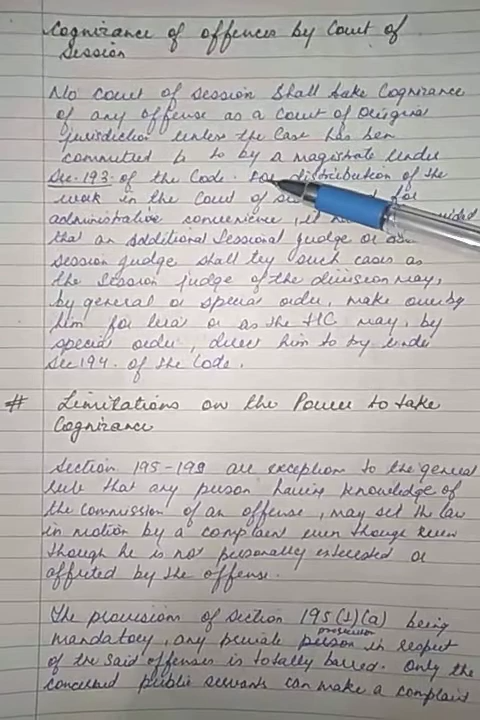 Cognizance of offences by Court of
Session
No court of session shall take Cognizance
of any offense as a Court of Original
jurisdiction unless the case has been
committed to by a magistrate under
Sec. 193. of the Code. For distribution of the
work in the Court of for
administrative convenience, it
that an additional Sessional judge or
session judge shall try such cases as
the Session judge of the division may,
by general or special order, make over by
him for or as the HC may, by
special order, direct him to by under
Sec 194. of the Code.
# Limitations on the Power to take
Cognizance
Section 195-199 are exception to the general
rule that any person having knowledge of
the commission of an offense, may set the law
in motion by a complaint even though
though he is not personally or
affected by the offense.
The provisions of section 195(1)(a) being
mandatory, any private person in respect
prosecution
of the said offenses is totally barred. Only the
concerned public servants can make a complaint